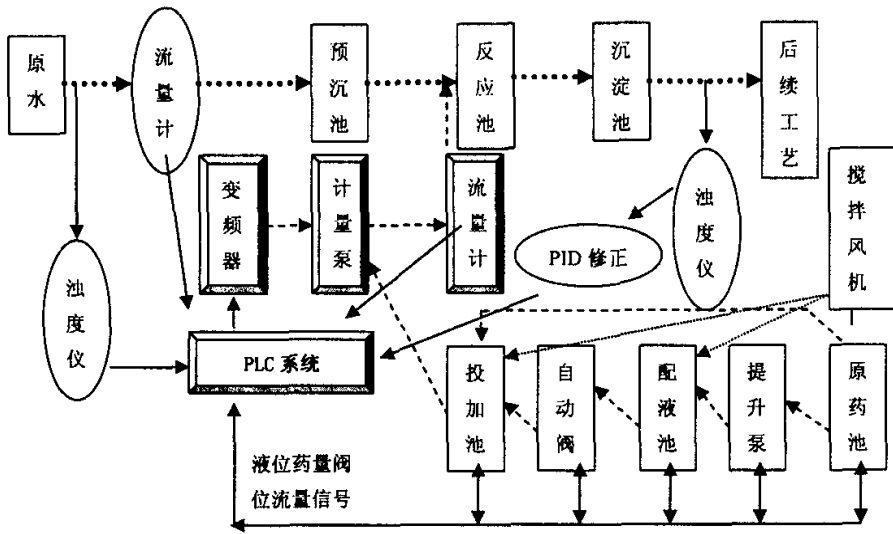 原水
流量计
预沉池
反应池
沉淀池
后续工艺
变频器
计量泵
流量计
浊度仪
搅拌风机
PID 修正
浊度仪
PLC 系统
投加池
自动阀
配液池
提升泵
原药池
液位药量阀
位流量信号